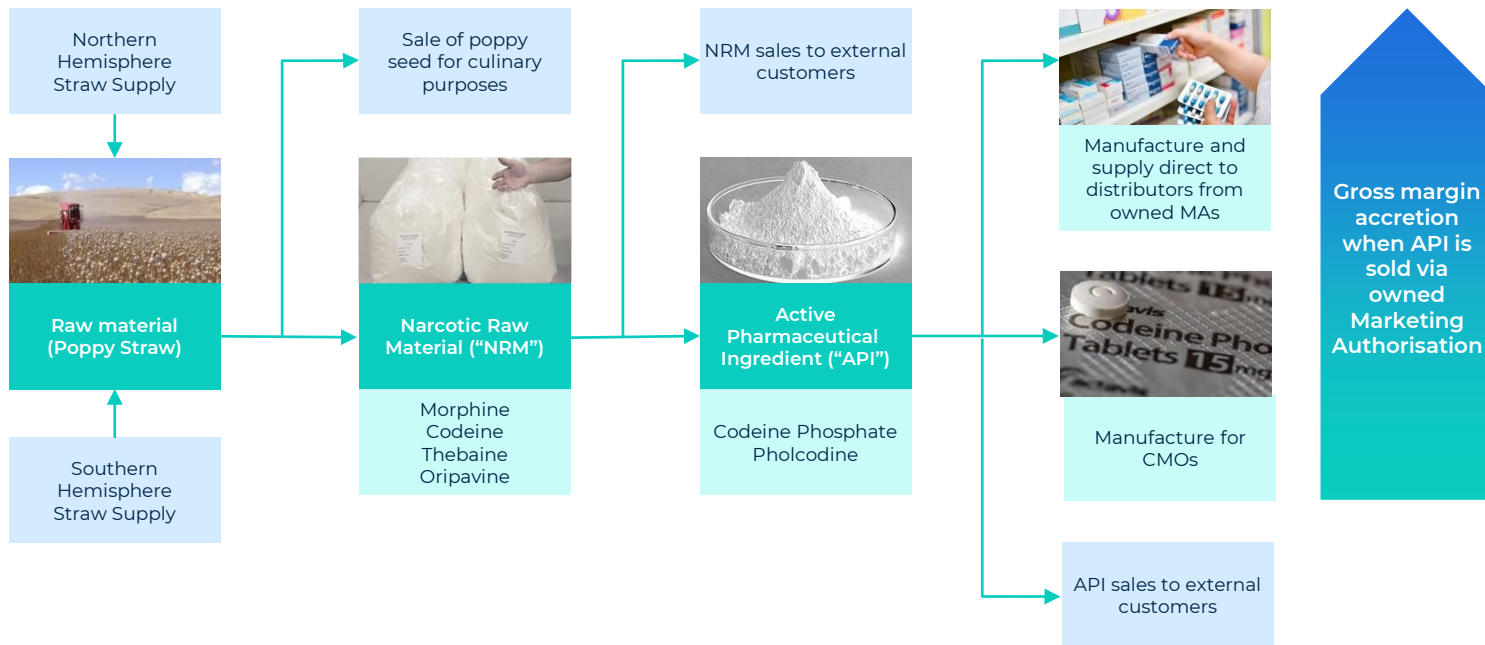 Northern
Hemisphere
Straw Supply
Raw material
(Poppy Straw)
Southern
Hemisphere
Straw Supply
Sale of poppy
seed for culinary
purposes
Narcotic Raw
Material (“NRM”)
Morphine
Codeine
Thebaine
Oripavine
NRM sales to external
customers
Active
Pharmaceutical
Ingredient (“API”)
Codeine Phosphate
Pholcodine
Manufacture and
supply direct to
distributors from
owned MAs
Tablets 15mg
Codeine Pho
Tablets 15mg
Manufacture for
CMOs
API sales to external
customers
Gross margin
accretion
when API is
sold via
owned
Marketing
Authorisation